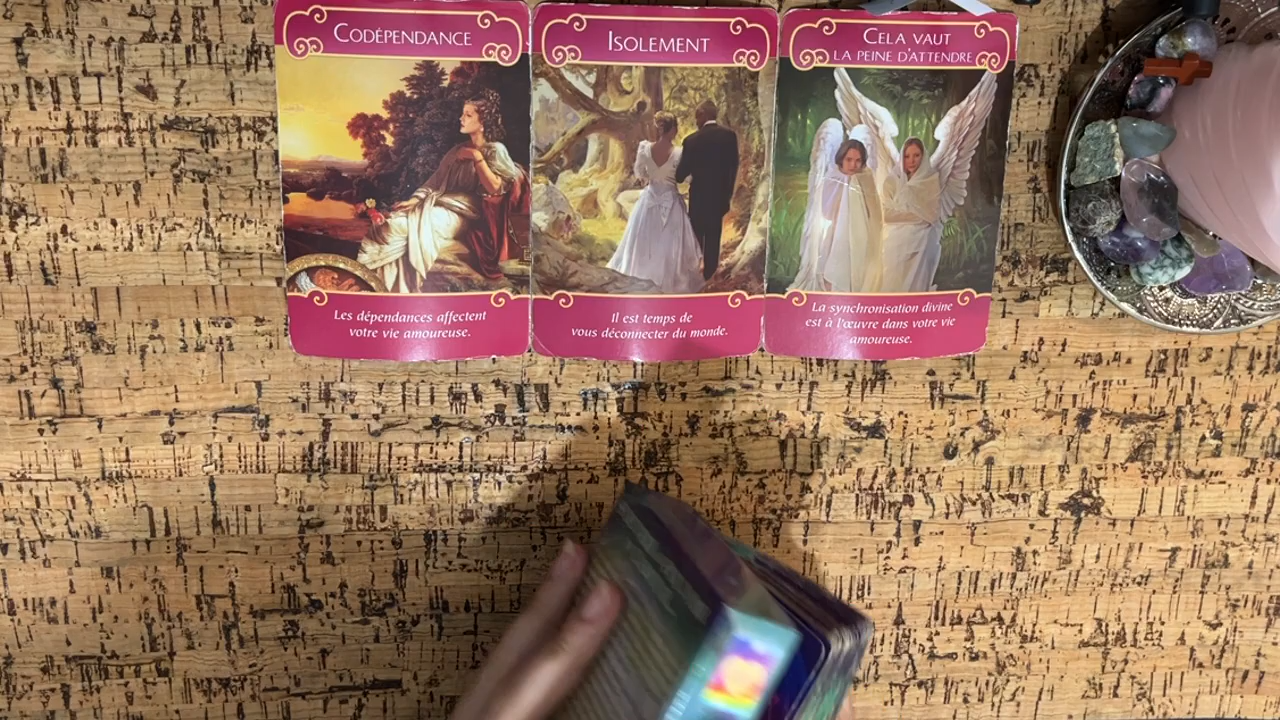 CODÉPENDANCE
Les dépendances affectent
votre vie amoureuse.
ISOLEMENT
Il est temps de
vous déconnecter du monde.
CELA VAUT
LA PEINE D'ATTENDRE
La synchronisation divine
est à l'œuvre dans votre vie
amoureuse.